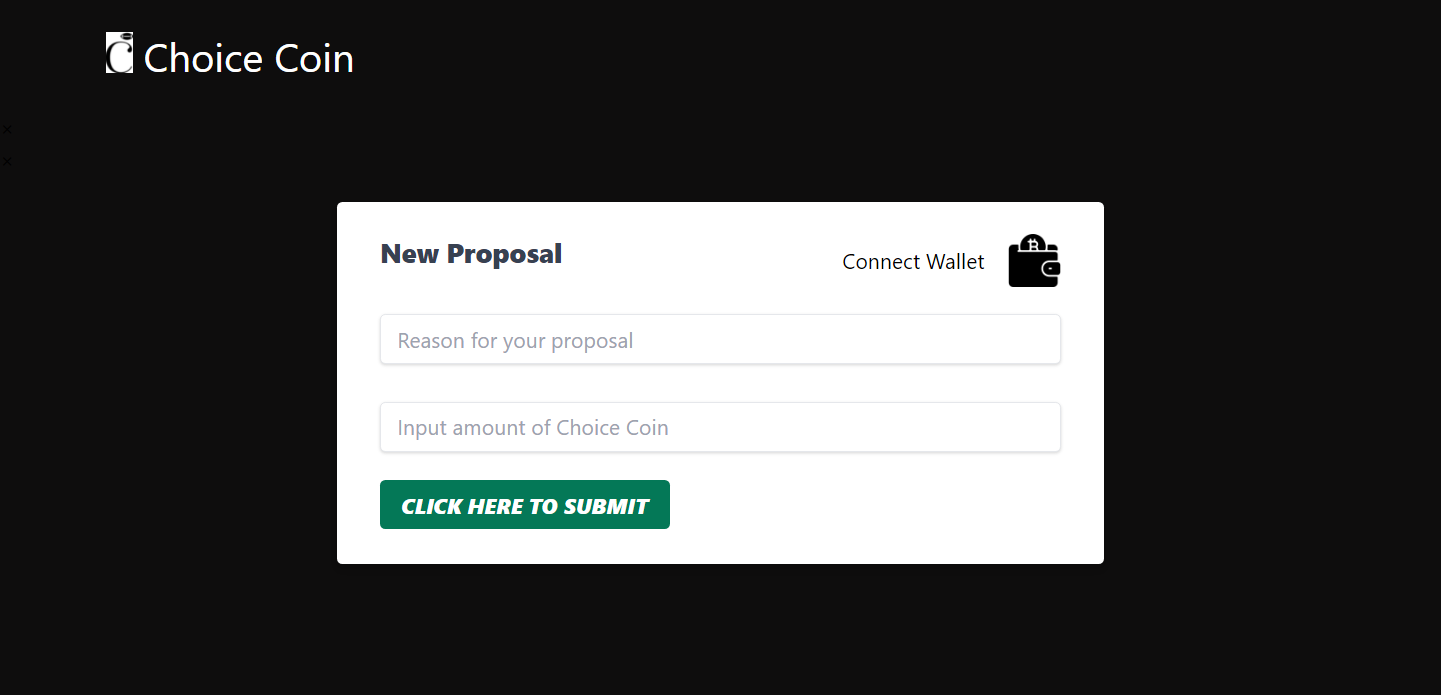 Choice Coin
×
×
New Proposal
Connect Wallet
Reason for your proposal
Input amount of Choice Coin
CLICK HERE TO SUBMIT